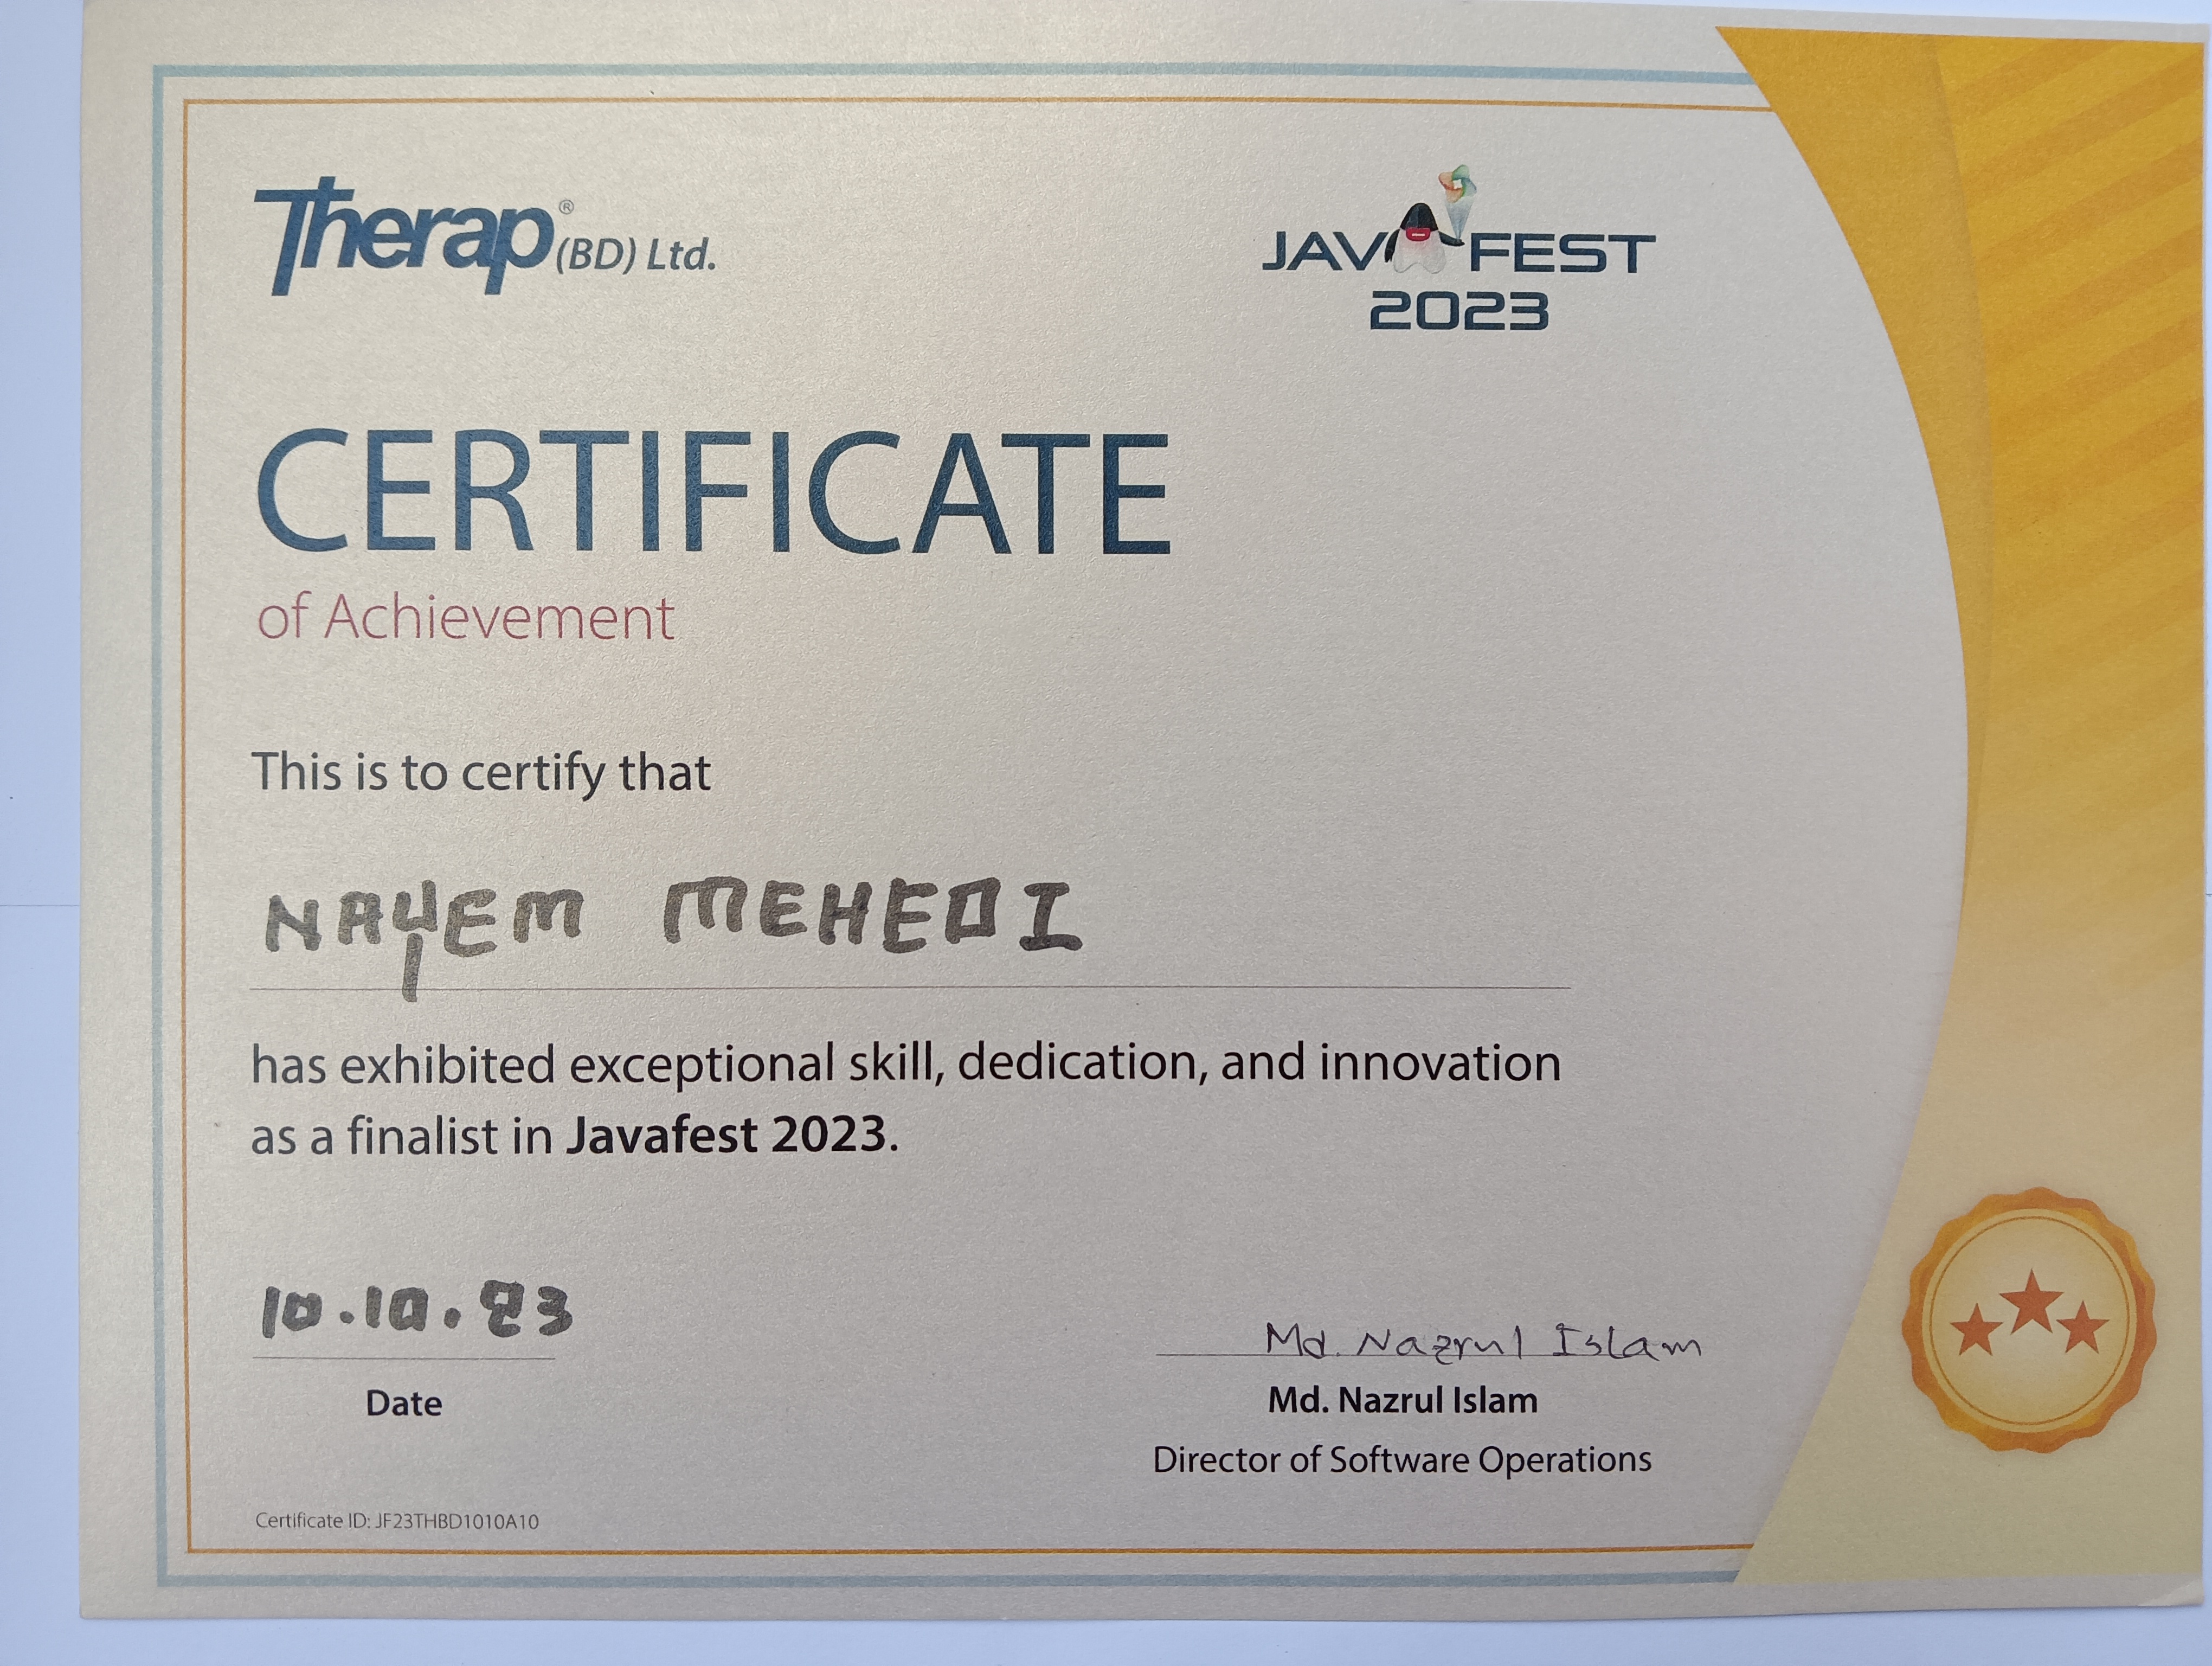 Therap® (BD) Ltd.
JAVAFEST
2023
CERTIFICATE
of Achievement
This is to certify that
NAYEM MEHEDI
has exhibited exceptional skill, dedication, and innovation
as a finalist in Javafest 2023.
10.10.23
Date
Md. Nazrul Islam
Md. Nazrul Islam
Director of Software Operations
Certificate ID: JF23THBD1010A10